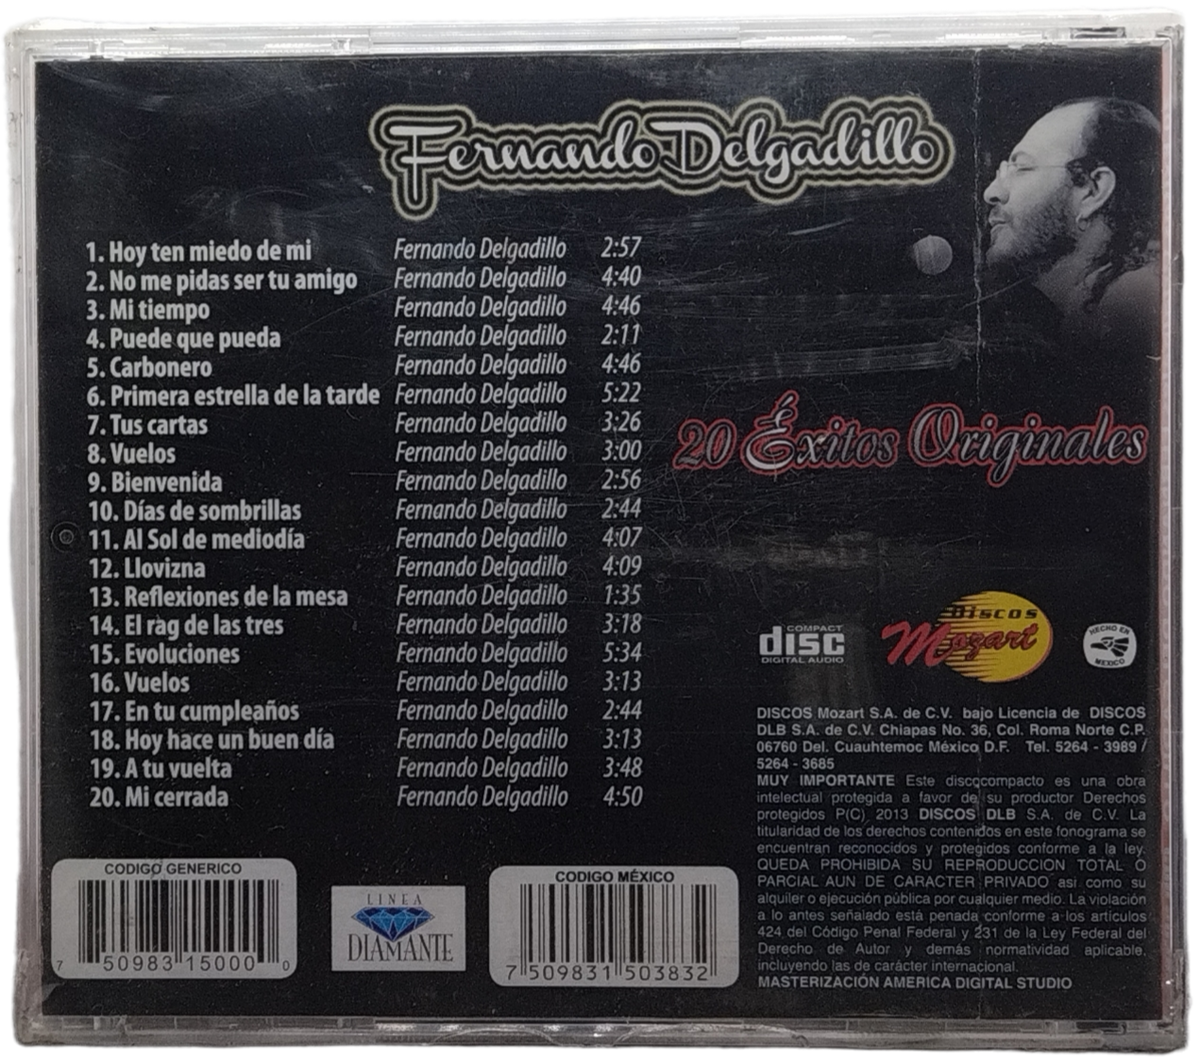 Fernando Delgadillo
1. Hoy ten miedo de mi Fernando Delgadillo 2:57
2. No me pidas ser tu amigo Fernando Delgadillo 4:40
3. Mi tiempo Fernando Delgadillo 4:46
4. Puede que pueda Fernando Delgadillo 2:11
5. Carbonero Fernando Delgadillo 4:46
6. Primera estrella de la tarde Fernando Delgadillo 5:22
7. Tus cartas Fernando Delgadillo 3:26
8. Vuelos Fernando Delgadillo 3:00
9. Bienvenida Fernando Delgadillo 2:56
10. Días de sombrillas Fernando Delgadillo 2:44
11. Al Sol de mediodía Fernando Delgadillo 4:07
12. Llovizna Fernando Delgadillo 4:09
13. Reflexiones de la mesa Fernando Delgadillo 1:35
14. El rag de las tres Fernando Delgadillo 3:18
15. Evoluciones Fernando Delgadillo 5:34
16. Vuelos Fernando Delgadillo 3:13
17. En tu cumpleaños Fernando Delgadillo 2:44
18. Hoy hace un buen día Fernando Delgadillo 3:13
19. A tu vuelta Fernando Delgadillo 3:48
20. Mi cerrada Fernando Delgadillo 4:50
20 Éxitos Originales
COMPACT
disc
DIGITAL AUDIO
Discos
Mozart
HECHO EN
MEXICO
DISCOS Mozart S.A. de C.V. bajo Licencia de DISCOS
DLB S.A. de C.V. Chiapas No. 36, Col. Roma Norte C.P.
06760 Del. Cuauhtemoc México D.F. Tel. 5264 - 3989 /
5264 - 3685
MUY IMPORTANTE Este discocompacto es una obra
intelectual protegida a favor de su productor Derechos
protegidos P(C) 2013 DISCOS DLB S.A. de C.V. La
titularidad de los derechos contenidos en este fonograma se
encuentran reconocidos y protegidos conforme a la ley.
QUEDA PROHIBIDA SU REPRODUCCION TOTAL O
PARCIAL AUN DE CARACTER PRIVADO asi como su
alquiler o ejecución pública por cualquier medio. La violación
a lo antes señalado está penada conforme a los artículos
424 del Código Penal Federal y 231 de la Ley Federal del
Derecho de Autor y demás normatividad aplicable,
incluyendo las de carácter internacional.
MASTERIZACIÓN AMERICA DIGITAL STUDIO
CODIGO GENERICO
7 50983 15000 0
LINEA
DIAMANTE
CODIGO MÉXICO
7 509831 503832